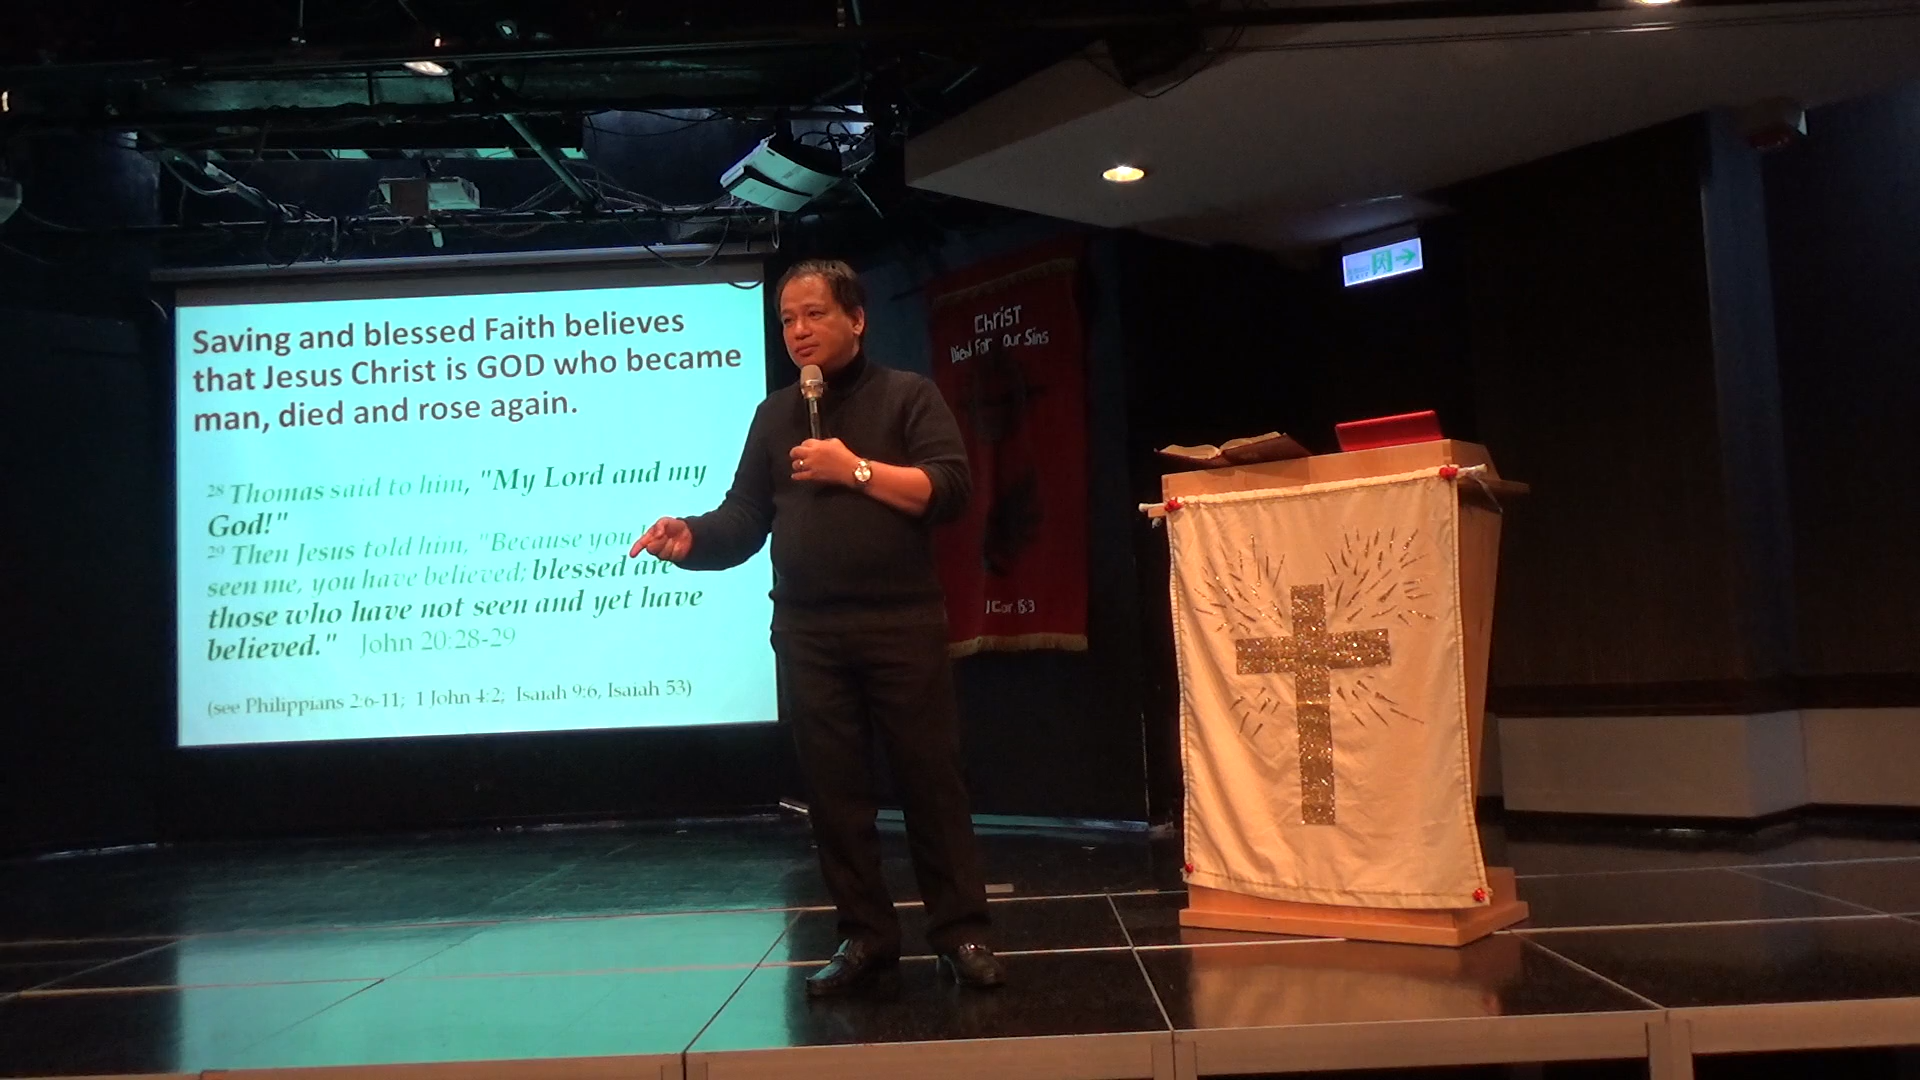 Saving and blessed Faith believes
that Jesus Christ is GOD who became
man, died and rose again.
28 Thomas said to him, "My Lord and my
God!"
29 Then Jesus told him, "Because you
seen me, you have believed; blessed are
those who have not seen and yet have
believed." John 20:28-29
(see Philippians 2:6-11; 1 John 4:2; Isaiah 9:6, Isaiah 53)
Christ
Died For our Sins
1 Cor. 15:3
EXIT